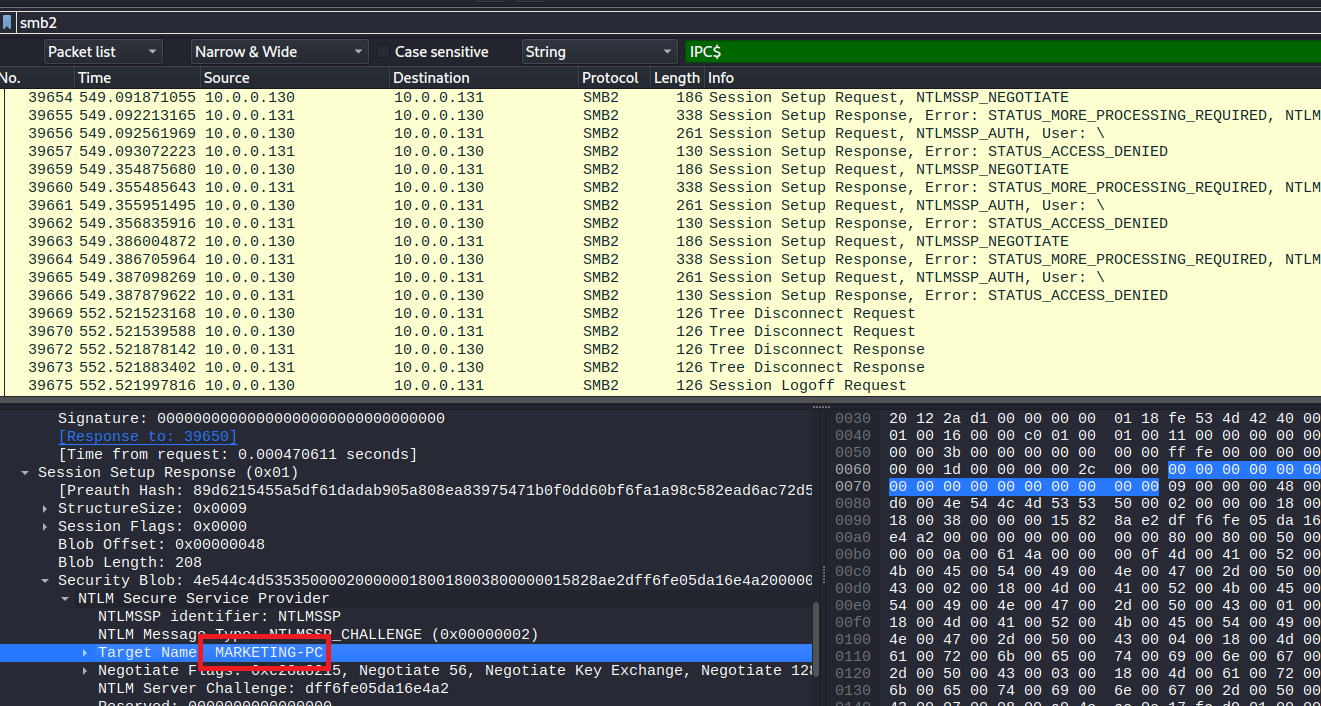 smb2
Packet list Narrow & Wide Case sensitive String IPC$
No. Time Source Destination Protocol Length Info
39654 549.091871055 10.0.0.130 10.0.0.131 SMB2 186 Session Setup Request, NTLMSSP_NEGOTIATE
39655 549.092213165 10.0.0.131 10.0.0.130 SMB2 338 Session Setup Response, Error: STATUS_MORE_PROCESSING_REQUIRED, NTLM
39656 549.092561969 10.0.0.130 10.0.0.131 SMB2 261 Session Setup Request, NTLMSSP_AUTH, User: \
39657 549.093072223 10.0.0.131 10.0.0.130 SMB2 130 Session Setup Response, Error: STATUS_ACCESS_DENIED
39659 549.354875680 10.0.0.130 10.0.0.131 SMB2 186 Session Setup Request, NTLMSSP_NEGOTIATE
39660 549.355485643 10.0.0.131 10.0.0.130 SMB2 338 Session Setup Response, Error: STATUS_MORE_PROCESSING_REQUIRED, NTLM
39661 549.355951495 10.0.0.130 10.0.0.131 SMB2 261 Session Setup Request, NTLMSSP_AUTH, User: \
39662 549.356835916 10.0.0.131 10.0.0.130 SMB2 130 Session Setup Response, Error: STATUS_ACCESS_DENIED
39663 549.386004872 10.0.0.130 10.0.0.131 SMB2 186 Session Setup Request, NTLMSSP_NEGOTIATE
39664 549.386705964 10.0.0.131 10.0.0.130 SMB2 338 Session Setup Response, Error: STATUS_MORE_PROCESSING_REQUIRED, NTLM
39665 549.387098269 10.0.0.130 10.0.0.131 SMB2 261 Session Setup Request, NTLMSSP_AUTH, User: \
39666 549.387879622 10.0.0.131 10.0.0.130 SMB2 130 Session Setup Response, Error: STATUS_ACCESS_DENIED
39669 552.521523168 10.0.0.130 10.0.0.131 SMB2 126 Tree Disconnect Request
39670 552.521539588 10.0.0.130 10.0.0.131 SMB2 126 Tree Disconnect Request
39672 552.521878142 10.0.0.131 10.0.0.130 SMB2 126 Tree Disconnect Response
39673 552.521883402 10.0.0.131 10.0.0.130 SMB2 126 Tree Disconnect Response
39675 552.521997816 10.0.0.130 10.0.0.131 SMB2 126 Session Logoff Request
Signature: 00000000000000000000000000000000
[Response to: 39650]
[Time from request: 0.000470611 seconds]
Session Setup Response (0x01)
[Preauth Hash: 89d6215455a5df61dadab905a808ea83975471b0f0dd60bf6fa1a98c582ead6ac72d5
StructureSize: 0x0009
Session Flags: 0x0000
Blob Offset: 0x00000048
Blob Length: 208
Security Blob: 4e544c4d5353500002000000180018003800000015828ae2dff6fe05da16e4a200000
NTLM Secure Service Provider
NTLMSSP identifier: NTLMSSP
NTLM Message Type: NTLMSSP_CHALLENGE (0x00000002)
Target Name MARKETING-PC
Negotiate Flags: 0xe28a8215, Negotiate 56, Negotiate Key Exchange, Negotiate 128
NTLM Server Challenge: dff6fe05da16e4a2
Reserved: 0000000000000000
0030 20 12 2a d1 00 00 00 00 01 18 fe 53 4d 42 40 00
0040 01 00 16 00 00 c0 01 00 01 00 11 00 00 00 00 00
0050 00 00 3b 00 00 00 00 00 00 00 ff fe 00 00 00 00
0060 00 00 1d 00 00 00 00 2c 00 00 00 00 00 00 00 00
0070 00 00 00 00 00 00 00 00 00 00 09 00 00 00 48 00
0080 d0 00 4e 54 4c 4d 53 53 50 00 02 00 00 00 18 00
0090 18 00 38 00 00 00 15 82 8a e2 df f6 fe 05 da 16
00a0 e4 a2 00 00 00 00 00 00 00 00 80 00 80 00 50 00
00b0 00 00 0a 00 61 4a 00 00 00 0f 4d 00 41 00 52 00
00c0 4b 00 45 00 54 00 49 00 4e 00 47 00 2d 00 50 00
00d0 43 00 02 00 18 00 4d 00 41 00 52 00 4b 00 45 00
00e0 54 00 49 00 4e 00 47 00 2d 00 50 00 43 00 01 00
00f0 18 00 4d 00 41 00 52 00 4b 00 45 00 54 00 49 00
0100 4e 00 47 00 2d 00 50 00 43 00 04 00 18 00 4d 00
0110 61 00 72 00 6b 00 65 00 74 00 69 00 6e 00 67 00
0120 2d 00 50 00 43 00 03 00 18 00 4d 00 61 00 72 00
0130 6b 00 65 00 74 00 69 00 6e 00 67 00 2d 00 50 00